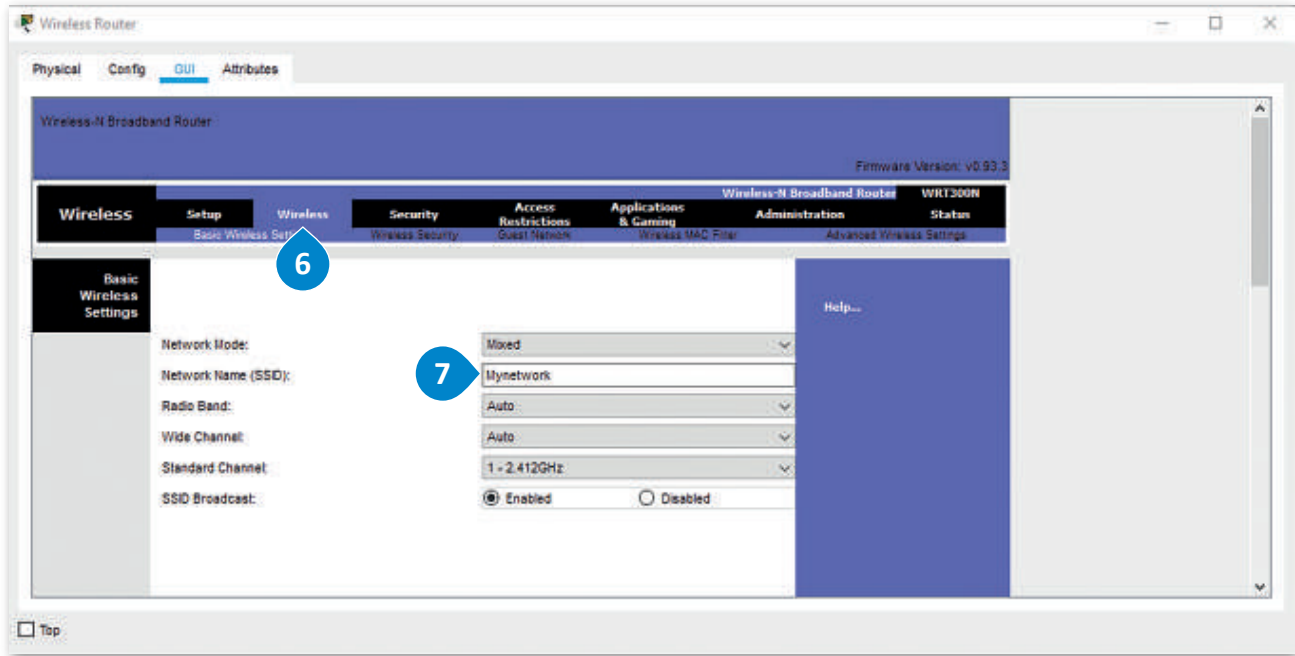 Wireless Router
Physical Config GUI Attributes
Wireless-N Broadband Router
Firmware Version: v0.93.3
Wireless-N Broadband Router WRT300N
Wireless Setup Wireless Security Access Restrictions Applications & Gaming Administration Status
Basic Wireless Wireless Security Guest Network Wireless MAC Filter Advanced Wireless Settings
6
Basic
Wireless
Settings
Help...
Network Mode: Mixed
Network Name (SSID): 7 Mynetwork
Radio Band: Auto
Wide Channel: Auto
Standard Channel: 1 - 2.412GHz
SSID Broadcast: Enabled Disabled
Top